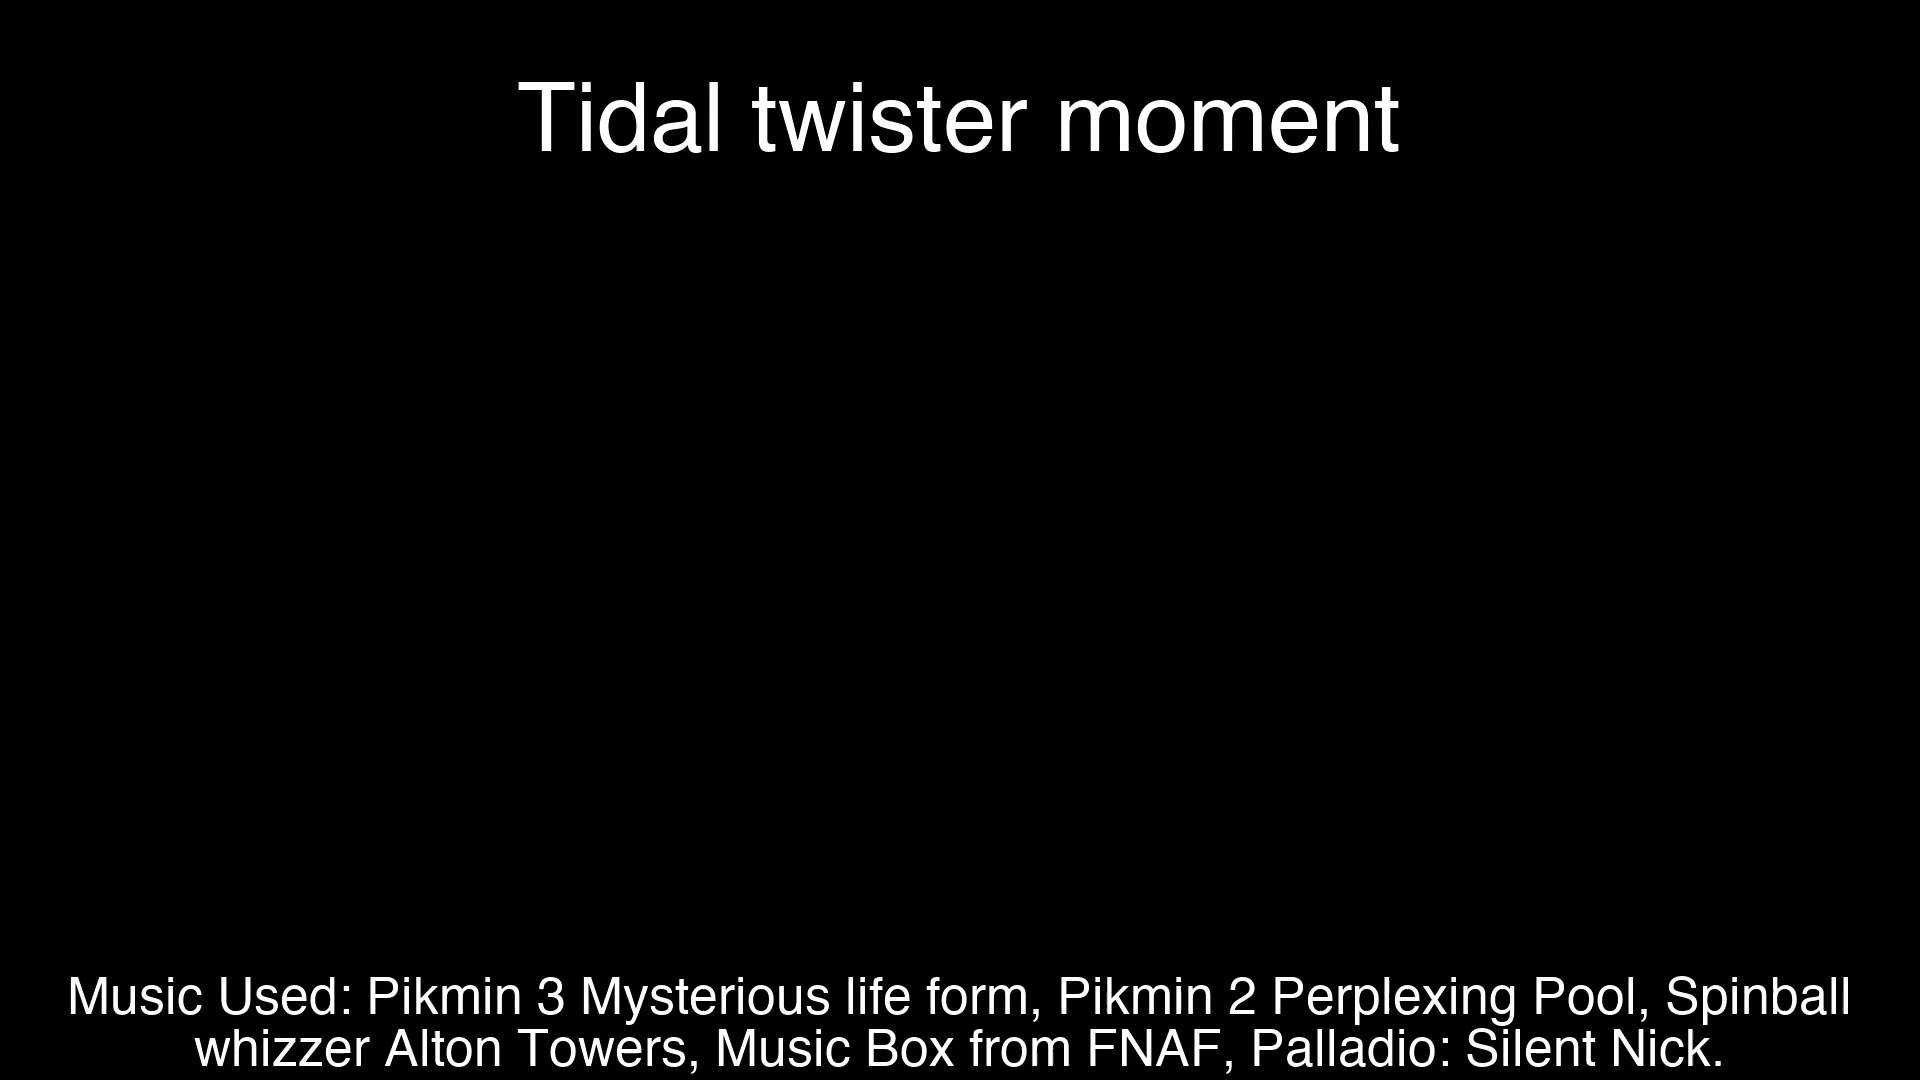 Tidal twister moment
Music Used: Pikmin 3 Mysterious life form, Pikmin 2 Perplexing Pool, Spinball
whizzer Alton Towers, Music Box from FNAF, Palladio: Silent Nick.